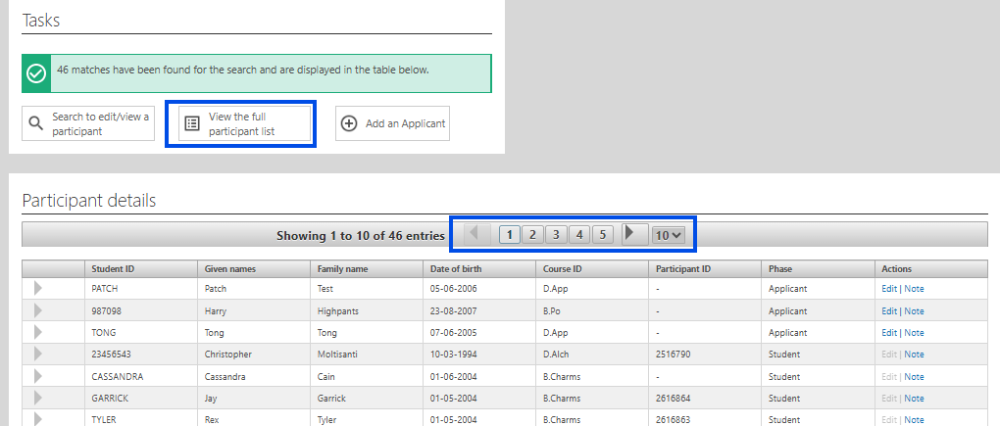 Tasks
46 matches have been found for the search and are displayed in the table below.
Search to edit/view a
participant
View the full
participant list
Add an Applicant
Participant details
Showing 1 to 10 of 46 entries 1 2 3 4 5 10
Student ID Given names Family name Date of birth Course ID Participant ID Phase Actions
PATCH Patch Test 05-06-2006 D.App - Applicant Edit | Note
987098 Harry Highpants 23-08-2007 B.Po - Applicant Edit | Note
TONG Tong Tong 07-06-2005 D.App - Applicant Edit | Note
23456543 Christopher Moltisanti 10-03-1994 D.Alch 2516790 Student Edit | Note
CASSANDRA Cassandra Cain 01-06-2004 B.Charms - Student Edit | Note
GARRICK Jay Garrick 01-05-2004 B.Charms 2616864 Student Edit | Note
TYLER Rex Tyler 01-05-2004 B.Charms 2616863 Student Edit | Note